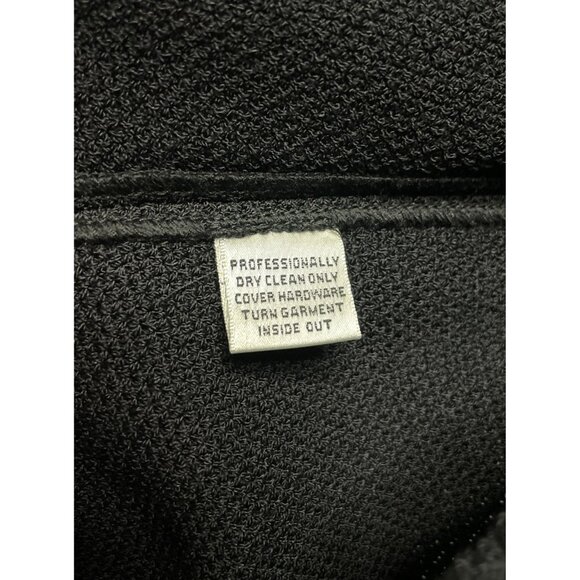 PROFESSIONALLY
DRY CLEAN ONLY
COVER HARDWARE
TURN GARMENT
INSIDE OUT